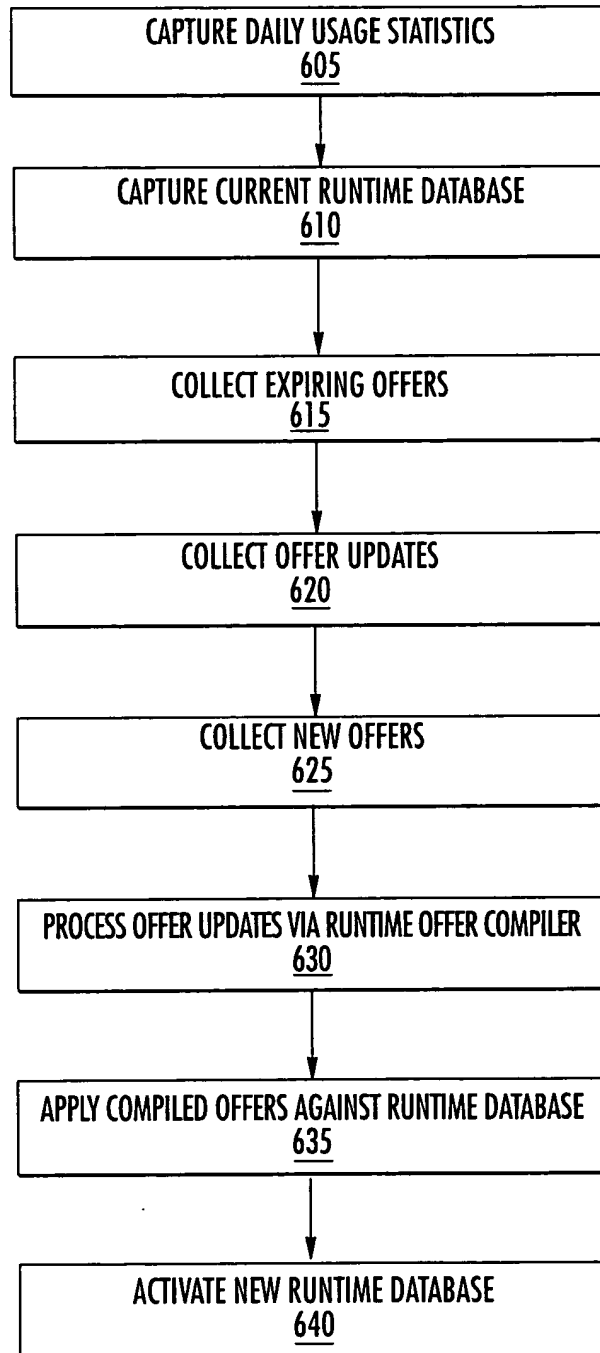 CAPTURE DAILY USAGE STATISTICS
605
CAPTURE CURRENT RUNTIME DATABASE
610
COLLECT EXPIRING OFFERS
615
COLLECT OFFER UPDATES
620
COLLECT NEW OFFERS
625
PROCESS OFFER UPDATES VIA RUNTIME OFFER COMPILER
630
APPLY COMPILED OFFERS AGAINST RUNTIME DATABASE
635
ACTIVATE NEW RUNTIME DATABASE
640